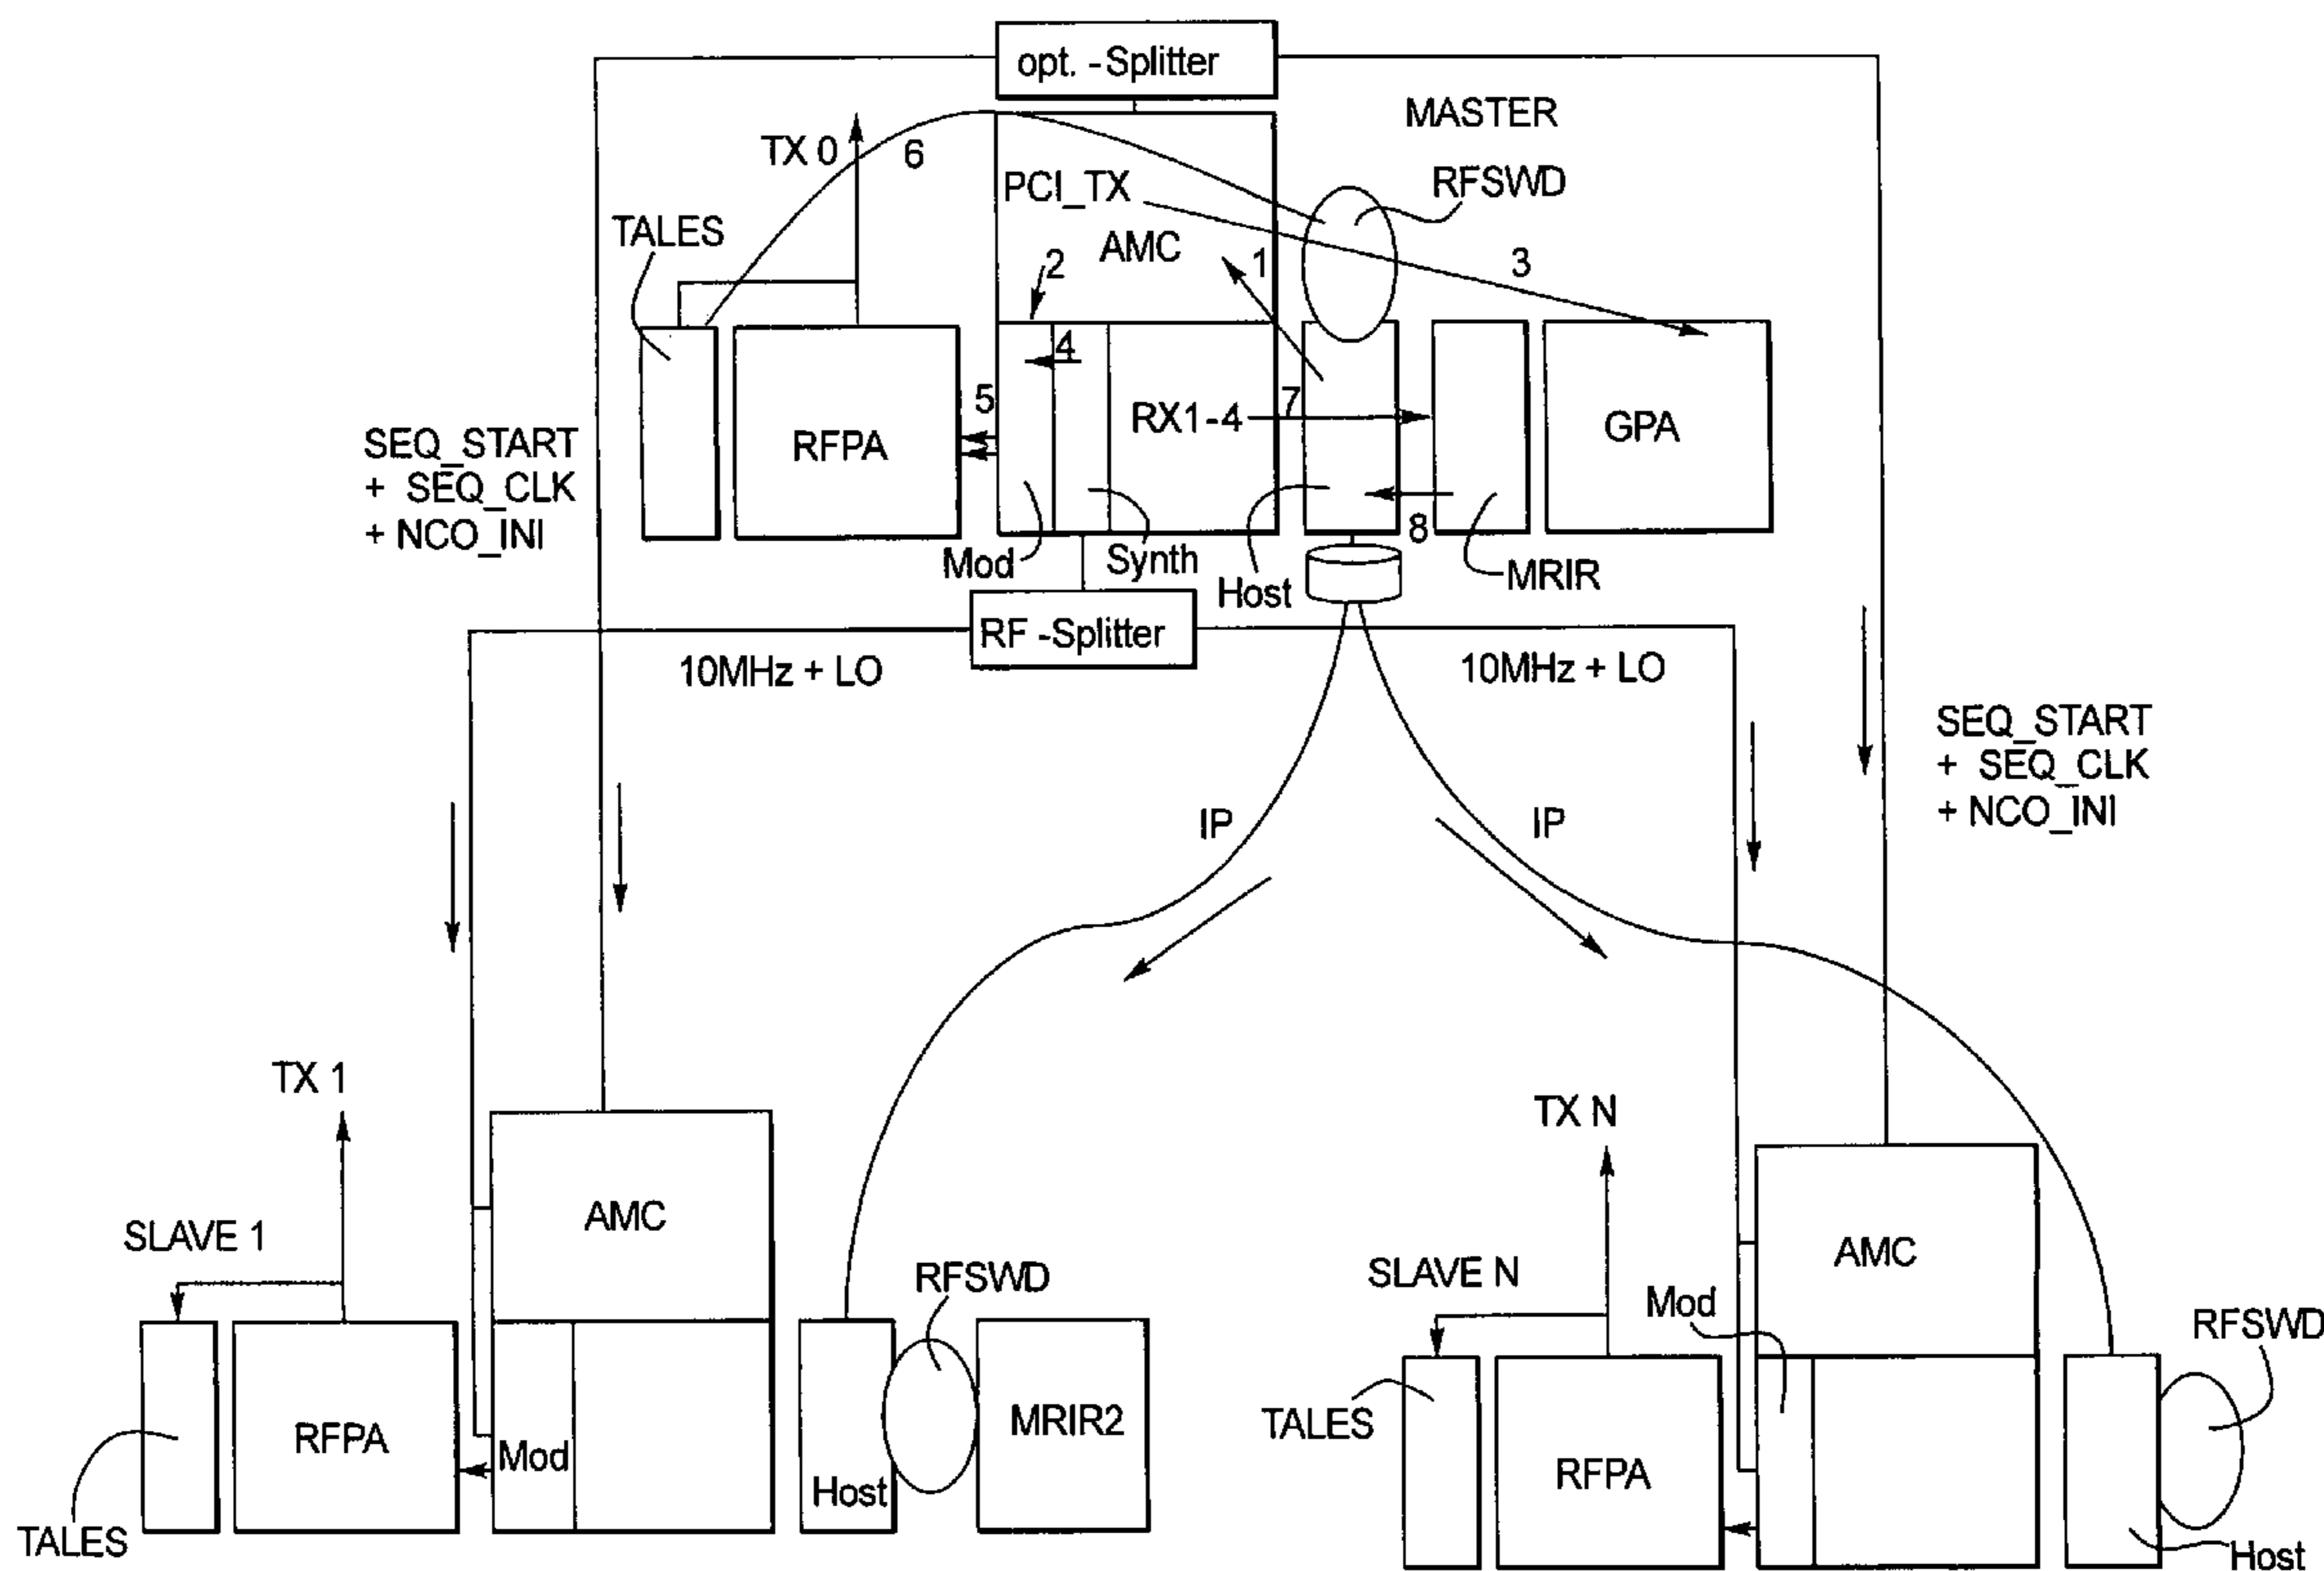 opt. - Splitter
MASTER
TX 0
6
PCI_TX
RFSWD
TALES
AMC
2
1
3
4
5
7
RX1-4
RFPA
GPA
SEQ_START
+ SEQ_CLK
+ NCO_INI
8
Mod
Synth
Host
MRIR
RF -Splitter
10MHz + LO
10MHz + LO
SEQ_START
+ SEQ_CLK
+ NCO_INI
IP
IP
TX 1
TX N
SLAVE 1
AMC
RFSWD
SLAVE N
Mod
AMC
RFSWD
RFPA
Mod
Host
MRIR2
TALES
RFPA
TALES
Host